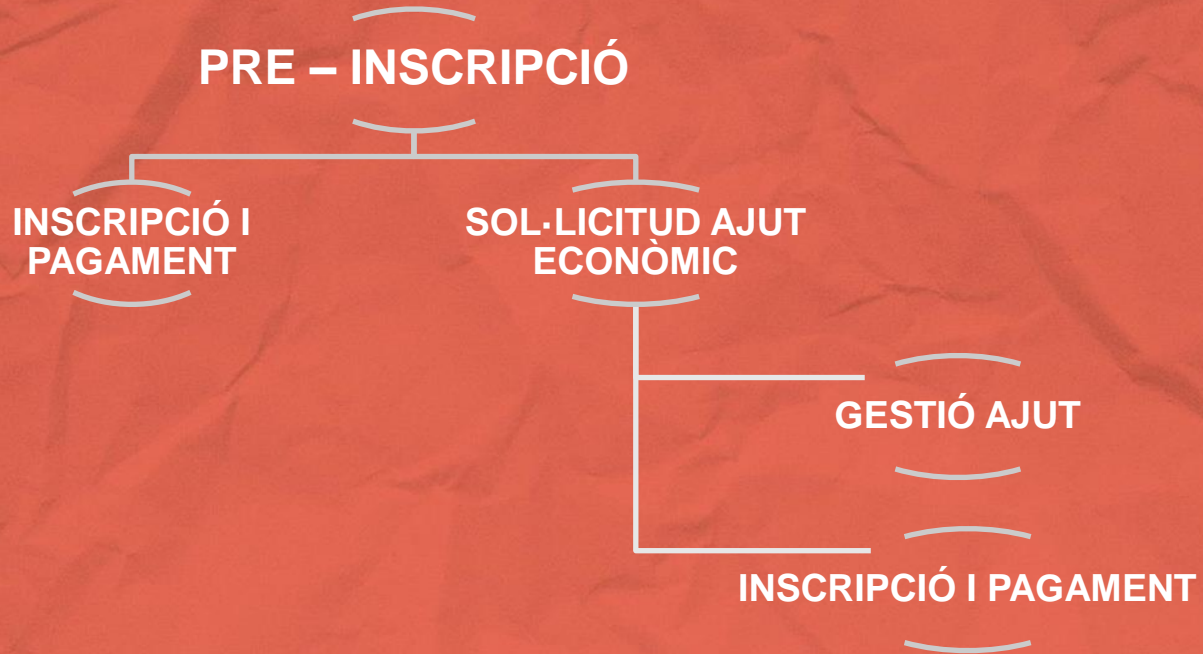 PRE – INSCRIPCIÓ
INSCRIPCIÓ I
PAGAMENT
SOL·LICITUD AJUT
ECONÒMIC
GESTIÓ AJUT
INSCRIPCIÓ I PAGAMENT